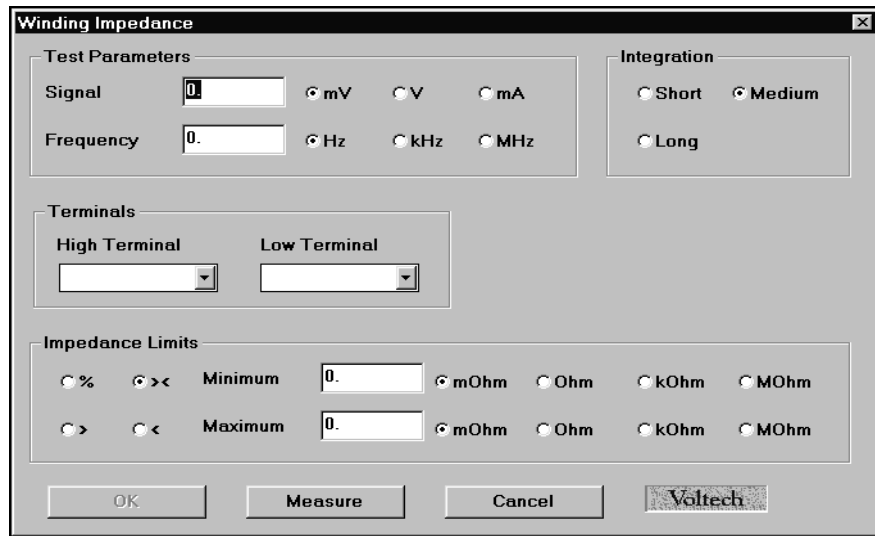 Winding Impedance
Test Parameters
Signal 0. mV V mA
Frequency 0. Hz kHz MHz
Integration
Short Medium
Long
Terminals
High Terminal Low Terminal
Impedance Limits
% >< Minimum 0. mOhm Ohm kOhm MOhm
> < Maximum 0. mOhm Ohm kOhm MOhm
OK Measure Cancel Voltech